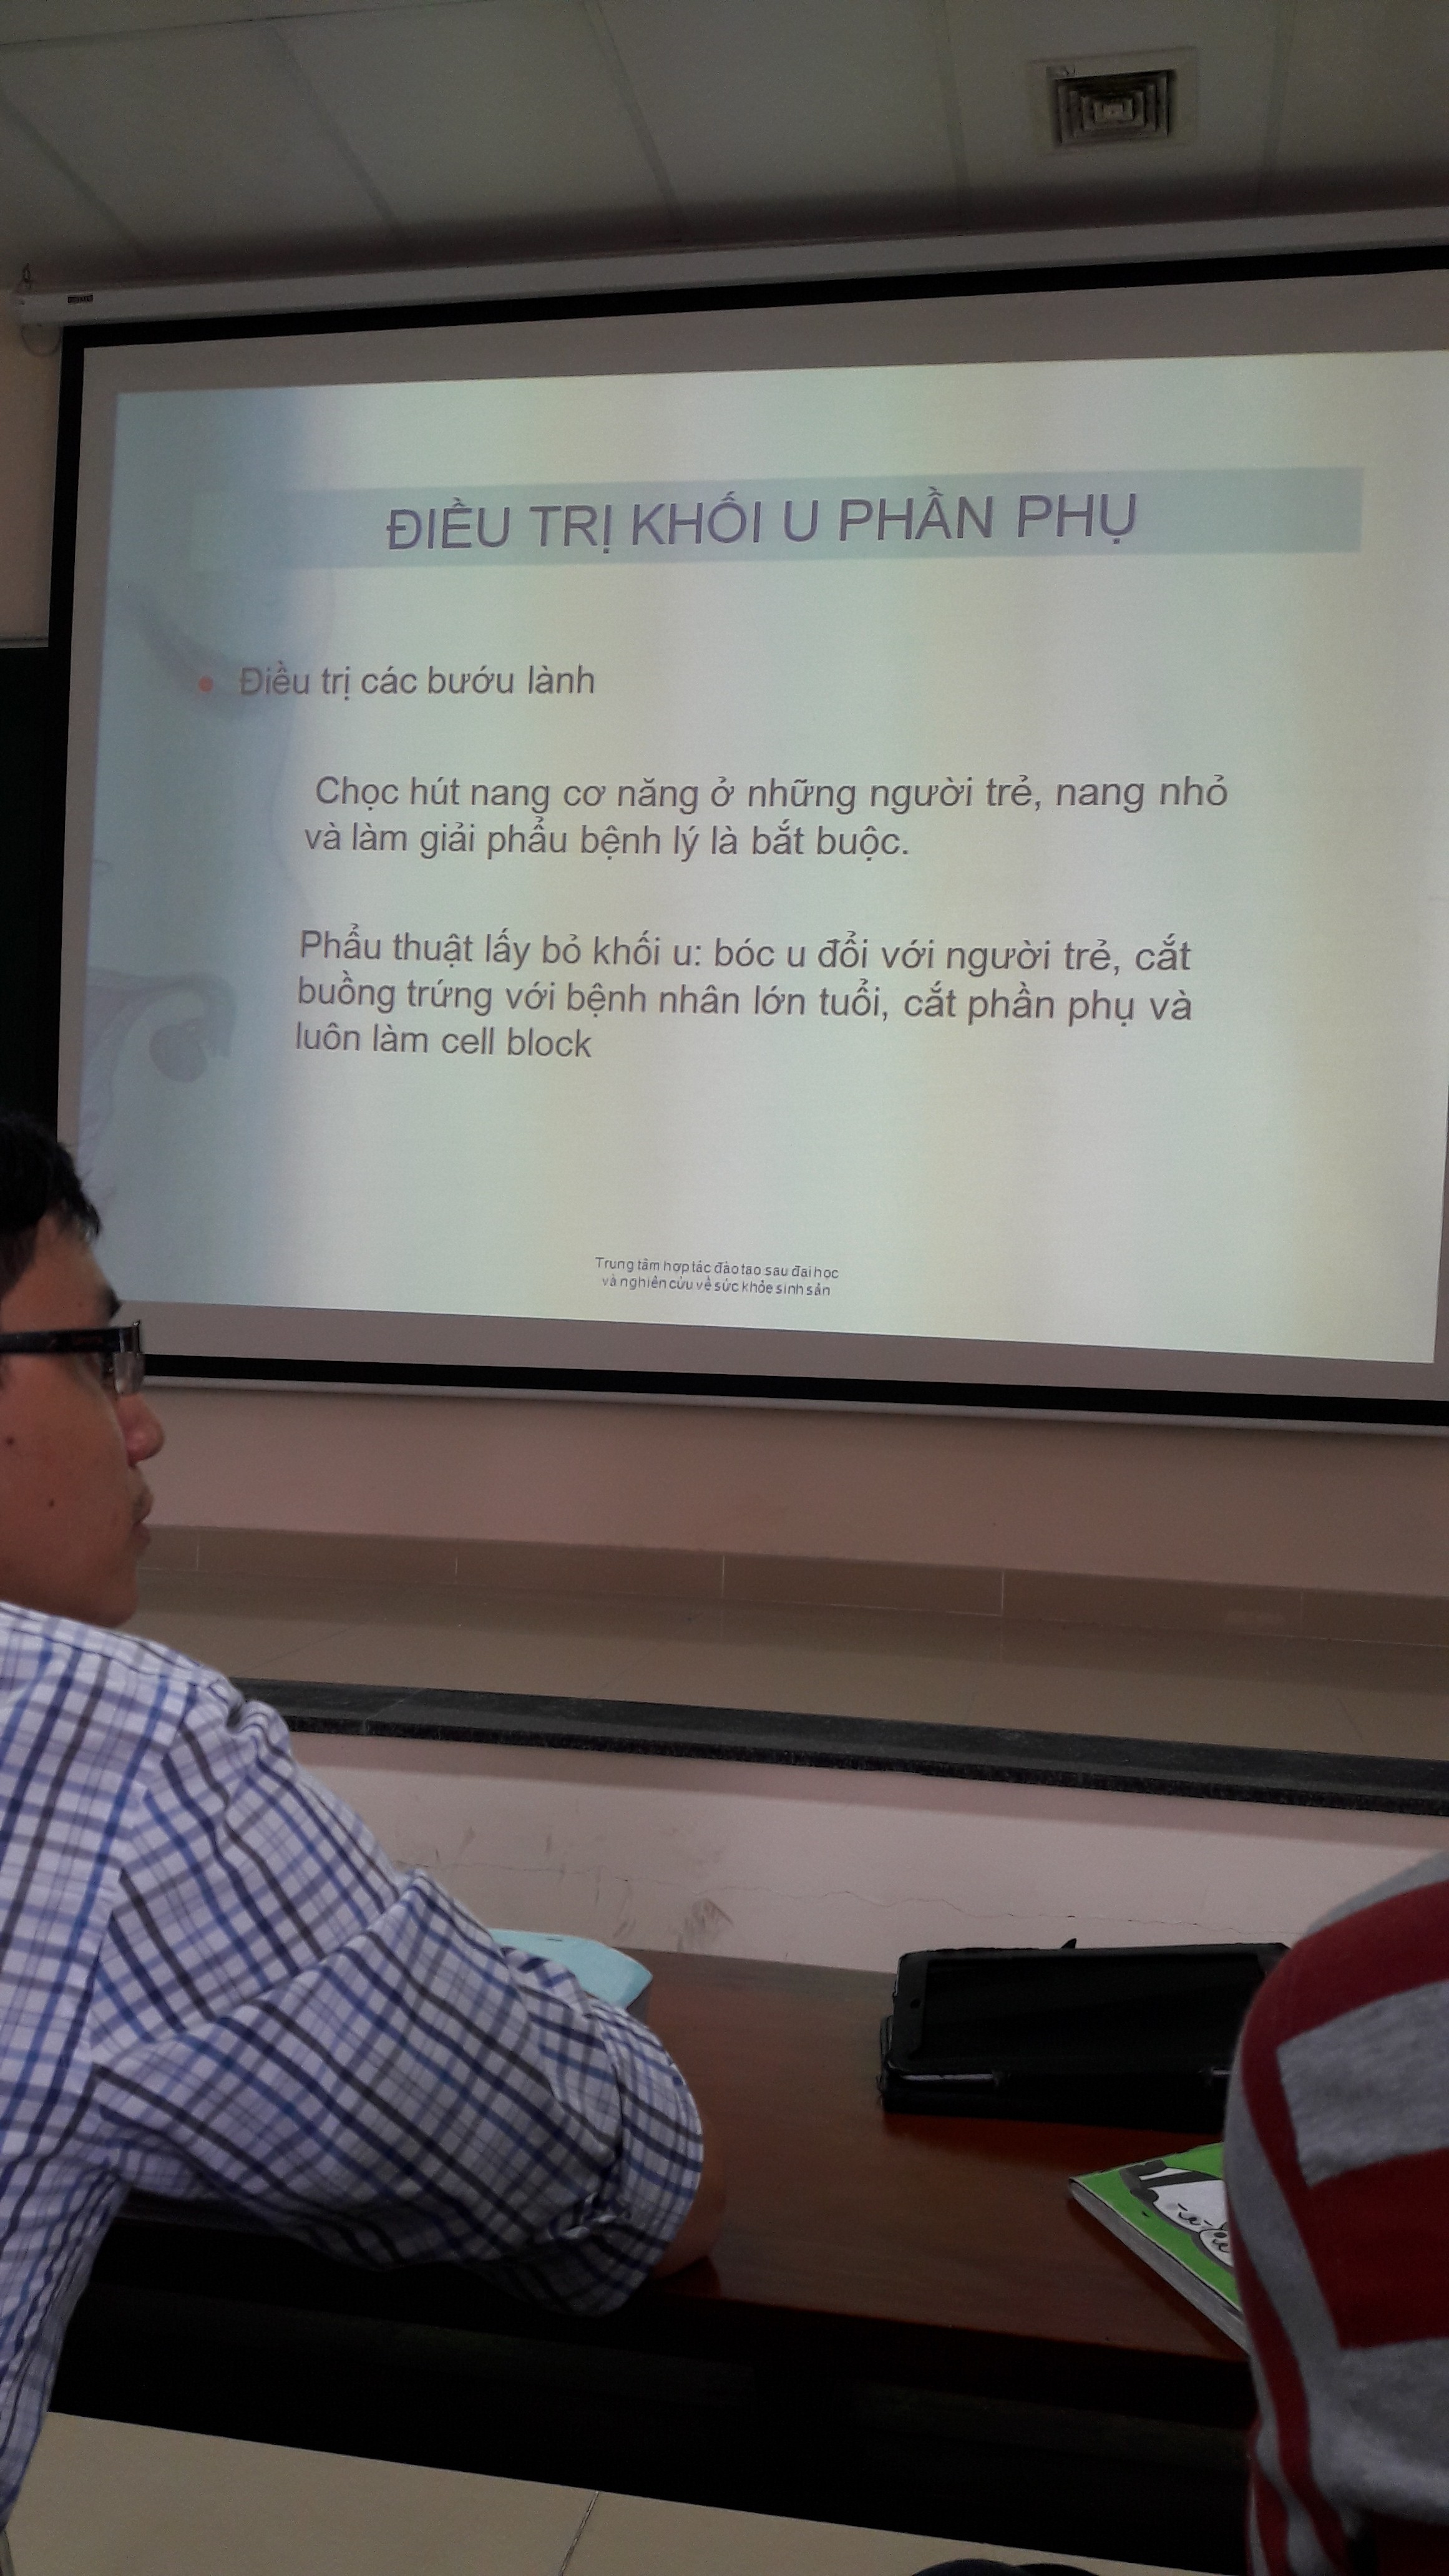 ĐIỀU TRỊ KHỐI U PHẦN PHỤ
Điều trị các bướu lành
Chọc hút nang cơ năng ở những người trẻ, nang nhỏ
và làm giải phẩu bệnh lý là bắt buộc.
Phẩu thuật lấy bỏ khối u: bóc u đổi với người trẻ, cắt
buồng trứng với bệnh nhân lớn tuổi, cắt phần phụ và
luôn làm cell block
Trung tâm hợp tác đào tạo sau đại học
và nghiên cứu về sức khỏe sinh sản